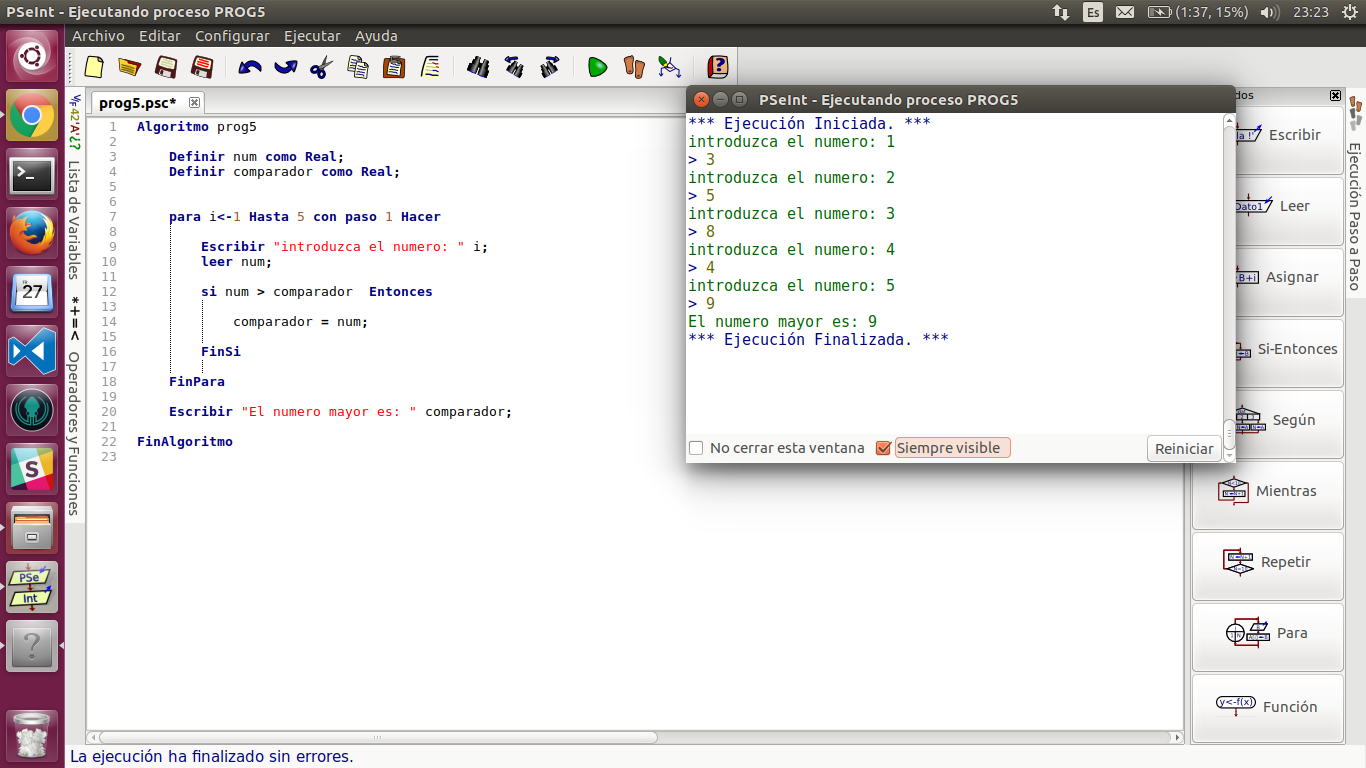 PSeInt - Ejecutando proceso PROG5
Es
(1:37, 15%)
23:23
Archivo Editar Configurar Ejecutar Ayuda
prog5.psc*
Lista de Variables
*+=< Operadores y Funciones
1 Algoritmo prog5
2
3 Definir num como Real;
4 Definir comparador como Real;
5
6
7 para i<-1 Hasta 5 con paso 1 Hacer
8
9 Escribir "introduzca el numero: " i;
10 leer num;
11
12 si num > comparador  Entonces
13
14 comparador = num;
15
16 FinSi
17
18 FinPara
19
20 Escribir "El numero mayor es: " comparador;
21
22 FinAlgoritmo
23
PSeInt - Ejecutando proceso PROG5
*** Ejecución Iniciada. ***
introduzca el numero: 1
> 3
introduzca el numero: 2
> 5
introduzca el numero: 3
> 8
introduzca el numero: 4
> 4
introduzca el numero: 5
> 9
El numero mayor es: 9
*** Ejecución Finalizada. ***
No cerrar esta ventana
Siempre visible
Reiniciar
dos
Escribir
Leer
Asignar
Si-Entonces
Según
Mientras
Repetir
Para
y<-f(x) Función
Ejecución Paso a Paso
27
PSe
Int
La ejecución ha finalizado sin errores.